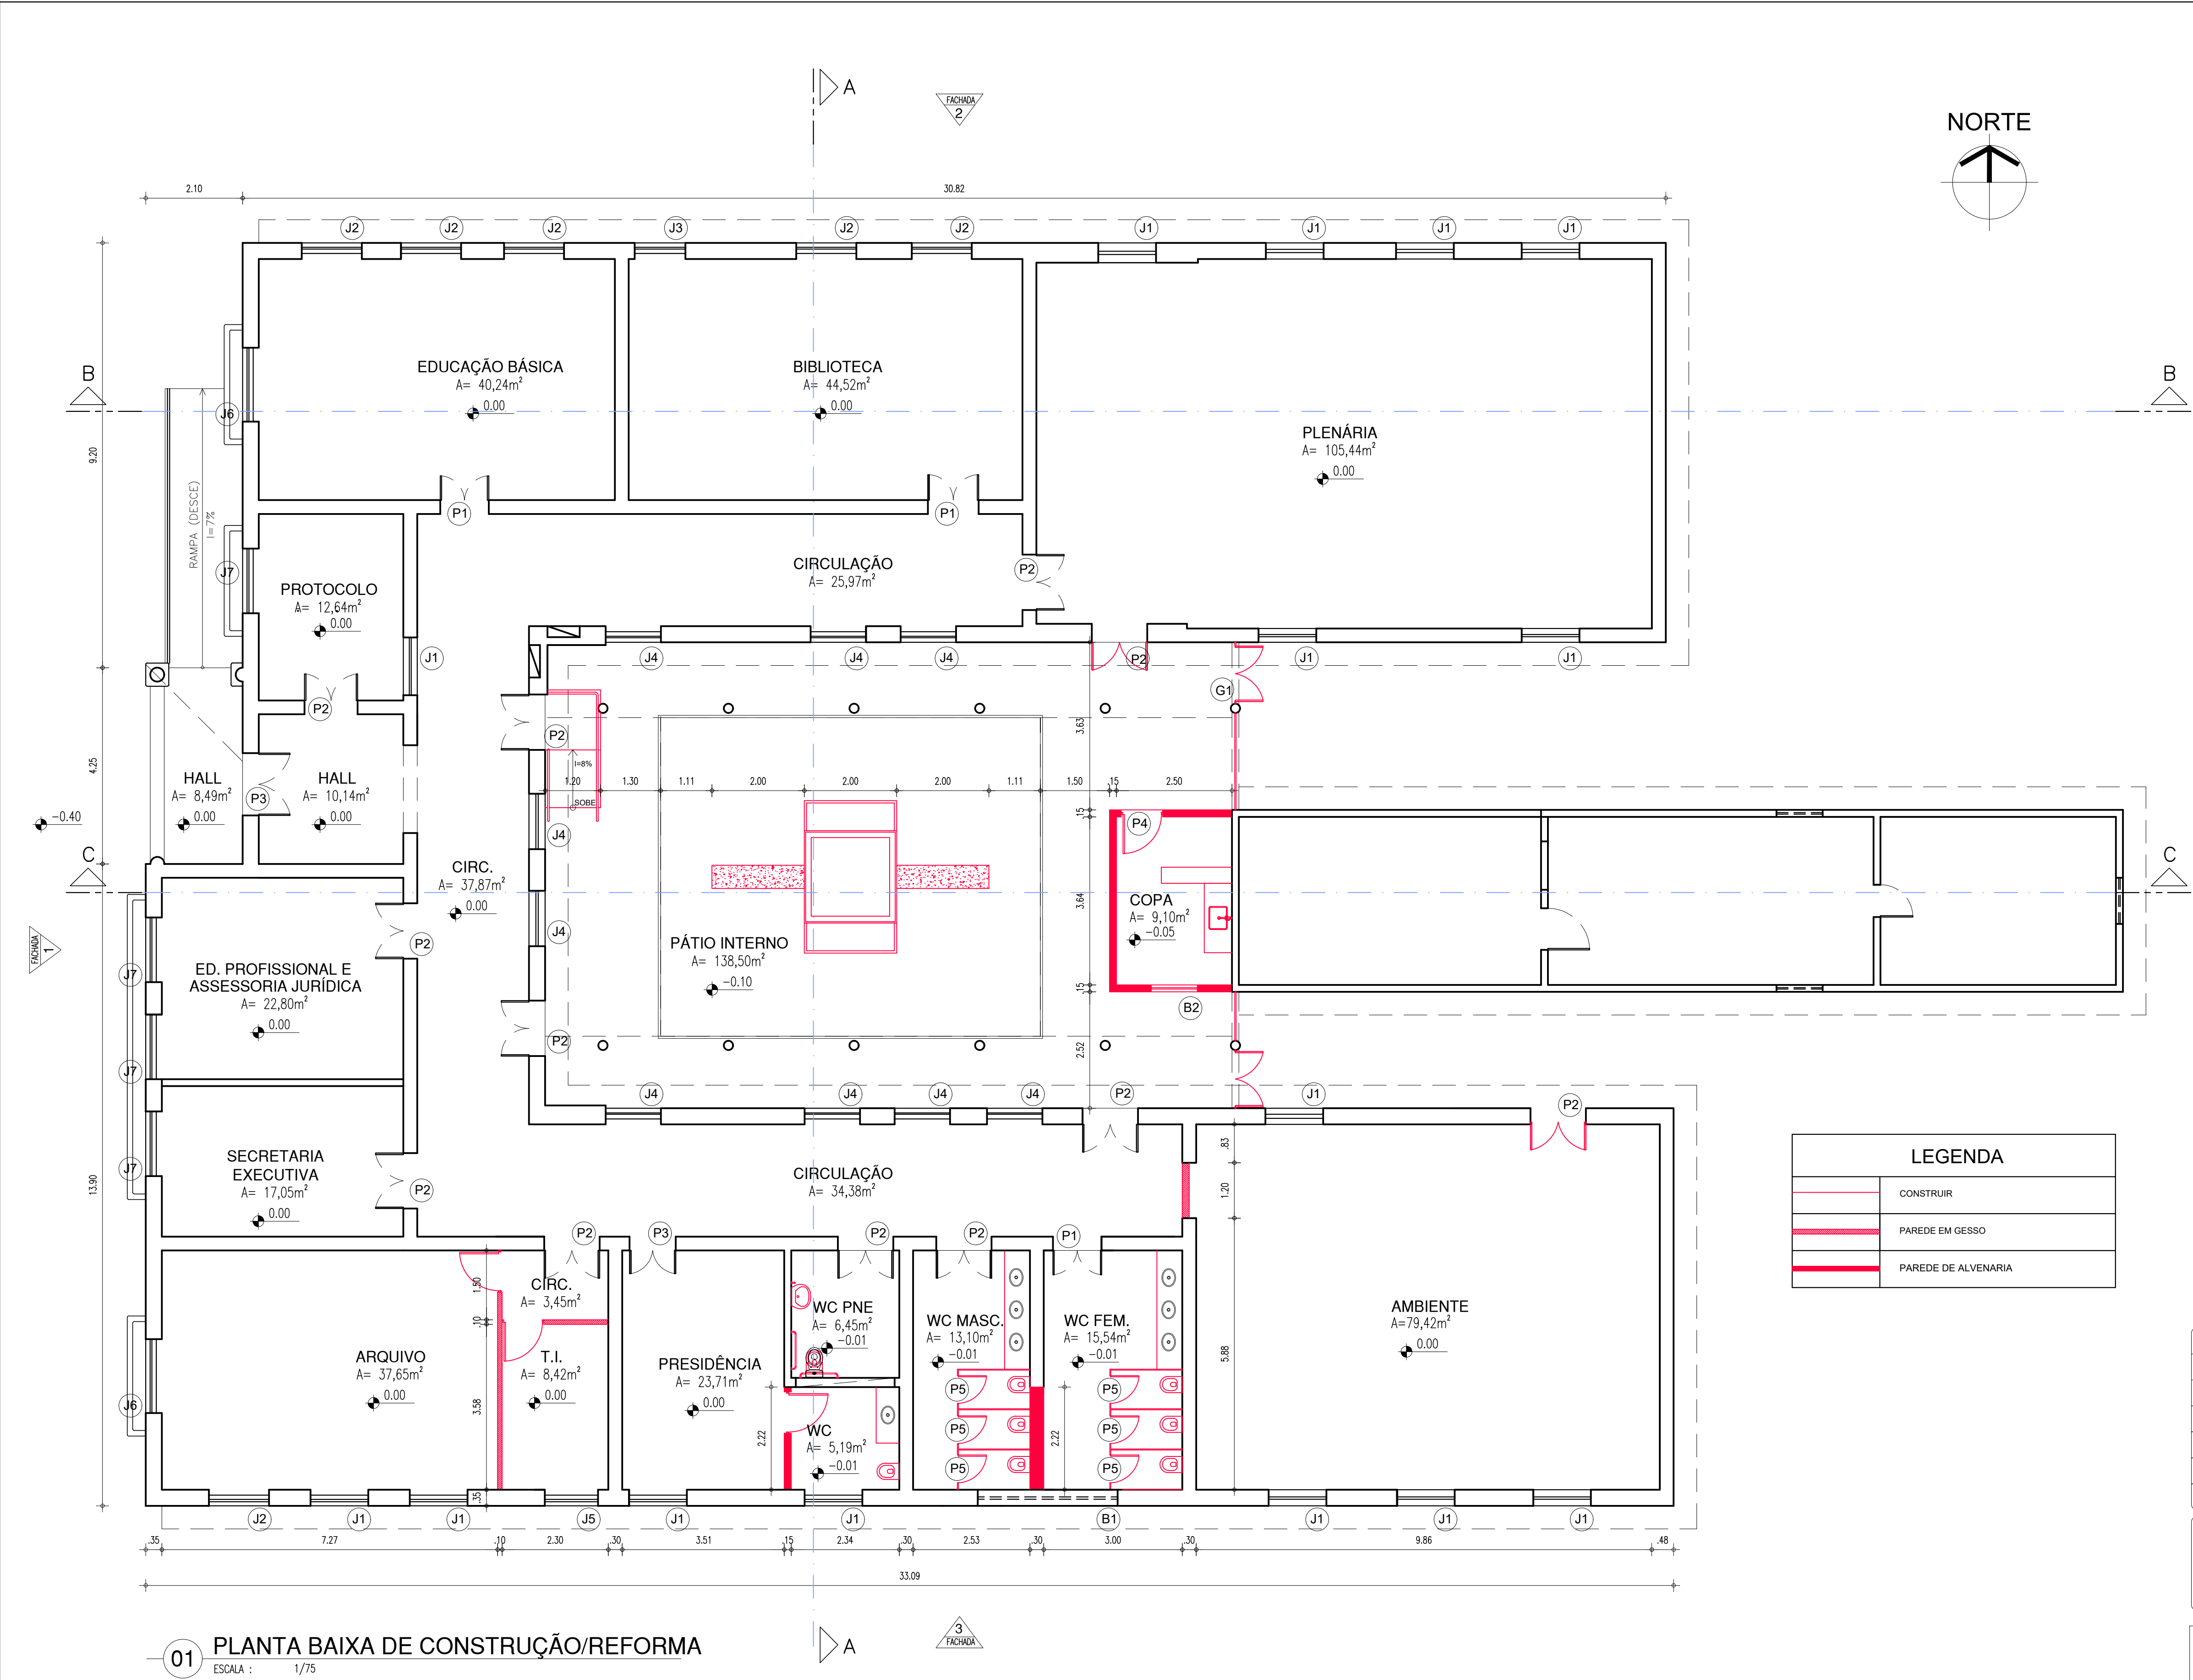 A
FACHADA
2
NORTE
2.10
30.82
J2
J2
J2
J3
J2
J2
J1
J1
J1
J1
EDUCAÇÃO BÁSICA
A= 40,24m²
0.00
BIBLIOTECA
A= 44,52m²
0.00
PLENÁRIA
A= 105,44m²
0.00
B
B
J6
9.20
RAMPA (DESCE)
I=7%
P1
P1
J7
PROTOCOLO
A= 12,64m²
0.00
CIRCULAÇÃO
A= 25,97m²
P2
J1
J4
J4
J4
P2
J1
J1
G1
P2
P2
3.63
4.25
HALL
A= 8,49m²
0.00
P3
HALL
A= 10,14m²
0.00
-0.40
I=8%
SOBE
1.20
1.30
1.11
2.00
2.00
2.00
1.11
1.50
.15
2.50
.15
P4
J4
C
C
CIRC.
A= 37,87m²
0.00
COPA
A= 9,10m²
-0.05
3.64
J4
P2
PÁTIO INTERNO
A= 138,50m²
-0.10
.15
B2
FACHADA
1
J7
ED. PROFISSIONAL E
ASSESSORIA JURÍDICA
A= 22,80m²
0.00
P2
2.52
J7
J4
J4
J4
J4
P2
J1
P2
.83
LEGENDA
CONSTRUIR
PAREDE EM GESSO
PAREDE DE ALVENARIA
SECRETARIA
EXECUTIVA
A= 17,05m²
0.00
J7
P2
CIRCULAÇÃO
A= 34,38m²
1.20
13.90
P2
P3
P2
P2
P1
1.50
CIRC.
A= 3,45m²
.10
WC PNE
A= 6,45m²
-0.01
WC MASC.
A= 13,10m²
-0.01
WC FEM.
A= 15,54m²
-0.01
AMBIENTE
A=79,42m²
0.00
5.88
ARQUIVO
A= 37,65m²
0.00
T.I.
A= 8,42m²
0.00
PRESIDÊNCIA
A= 23,71m²
0.00
J6
3.58
P5
P5
P5
P5
P5
P5
2.22
WC
A= 5,19m²
-0.01
2.22
.35
J2
J1
J1
J5
J1
J1
B1
J1
J1
J1
.35
7.27
.10
2.30
.30
3.51
.15
2.34
.30
2.53
.30
3.00
.30
9.86
.48
33.09
3
FACHADA
A
01
PLANTA BAIXA DE CONSTRUÇÃO/REFORMA
ESCALA : 1/75